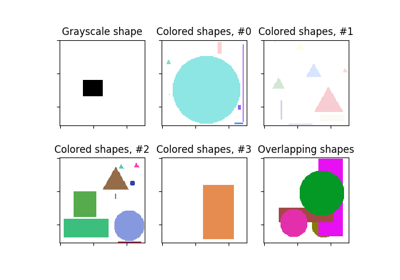 Grayscale shape
Colored shapes, #0
Colored shapes, #1
Colored shapes, #2
Colored shapes, #3
Overlapping shapes